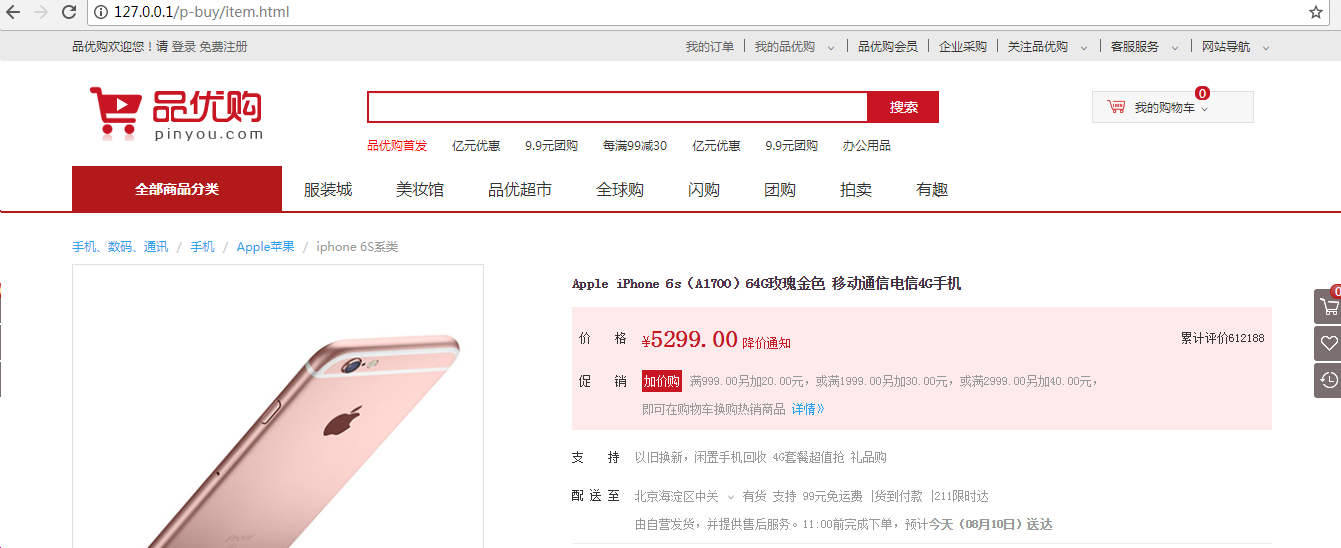 127.0.0.1/p-buy/item.html
品优购欢迎您！请 登录 免费注册
我的订单 | 我的品优购 | 品优购会员 | 企业采购 | 关注品优购 | 客服服务 | 网站导航
品优购
pinyou.com
搜索
我的购物车
0
品优购首发 亿元优惠 9.9元团购 每满99减30 亿元优惠 9.9元团购 办公用品
全部商品分类 服装城 美妆馆 品优超市 全球购 闪购 团购 拍卖 有趣
手机、数码、通讯 / 手机 / Apple苹果 / iphone 6S系类
Apple iPhone 6s（A1700）64G玫瑰金色 移动通信电信4G手机
价 格 ¥5299.00 降价通知 累计评价612188
促 销 加价购 满999.00另加20.00元，或满1999.00另加30.00元，或满2999.00另加40.00元，
即可在购物车换购热销商品 详情》
支 持 以旧换新，闲置手机回收 4G套餐超值抢 礼品购
配 送 至 北京海淀区中关 有货 支持 99元免运费 |货到付款 |211限时达
由自营发货，并提供售后服务。11:00前完成下单，预计今天（08月10日）送达
0